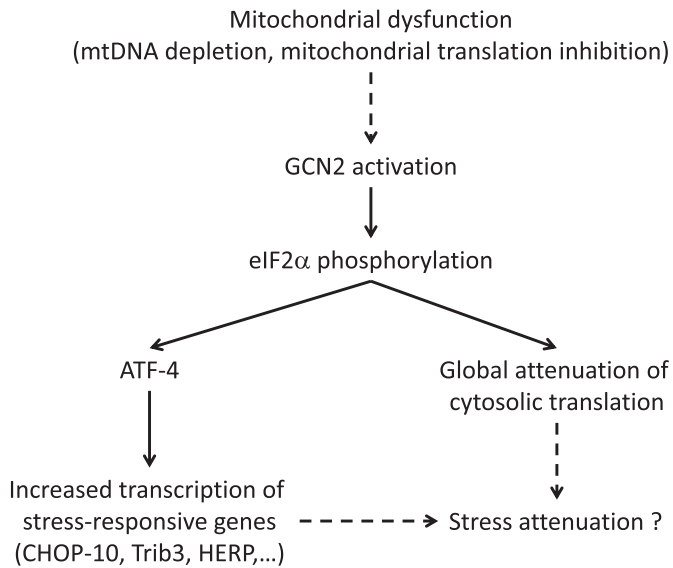 Mitochondrial dysfunction
(mtDNA depletion, mitochondrial translation inhibition)
GCN2 activation
eIF2α phosphorylation
ATF-4
Global attenuation of
cytosolic translation
Increased transcription of
stress-responsive genes
(CHOP-10, Trib3, HERP,...)
Stress attenuation ?